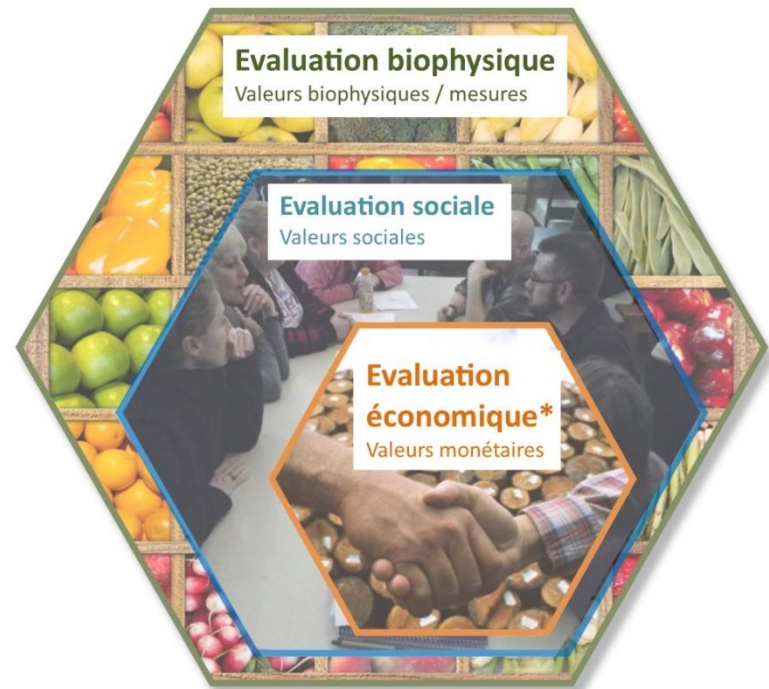 Evaluation biophysique
Valeurs biophysiques / mesures
Evaluation sociale
Valeurs sociales
Evaluation
économique*
Valeurs monétaires